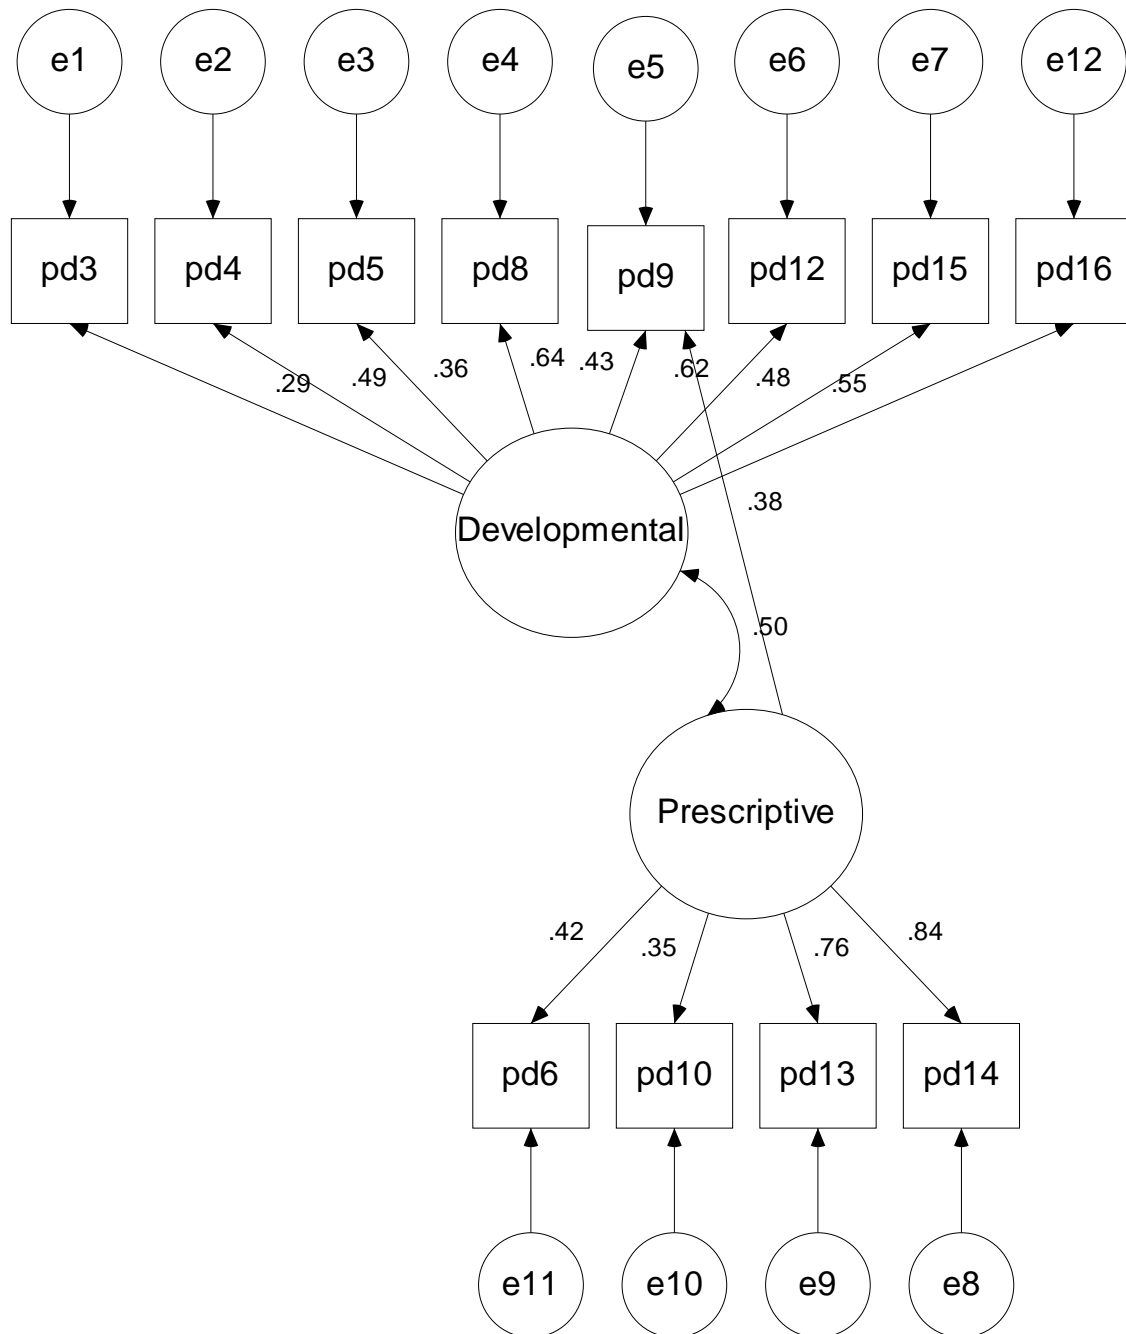 e1 e2 e3 e4 e5 e6 e7 e12
pd3 pd4 pd5 pd8 pd9 pd12 pd15 pd16
.29 .49 .36 .64 .43 .62 .48 .55
.38
Developmental
.50
Prescriptive
.42 .35 .76 .84
pd6 pd10 pd13 pd14
e11 e10 e9 e8